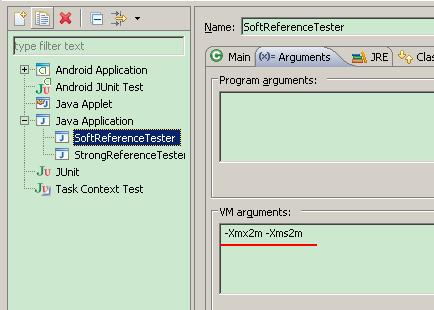 Name: SoftReferenceTester
type filter text
Android Application
Android JUnit Test
Java Applet
Java Application
SoftReferenceTester
StrongReferenceTester
JUnit
Task Context Test
Main (x)= Arguments JRE Clas
Program arguments:
VM arguments:
-Xmx2m -Xms2m